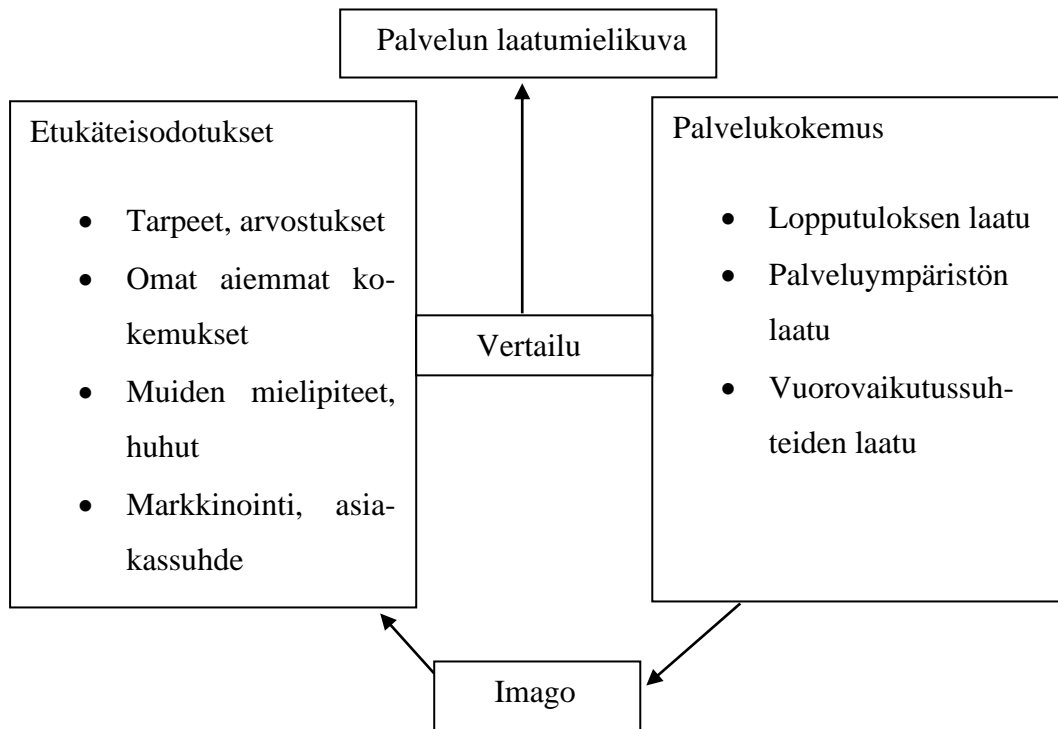 Palvelun laatumielikuva
Etukäteisodotukset
• Tarpeet, arvostukset
• Omat aiemmat ko-
kemukset
• Muiden mielipiteet,
huhut
• Markkinointi, asia-
kassuhde
Vertailu
Palvelukokemus
• Lopputuloksen laatu
• Palveluympäristön
laatu
• Vuorovaikutussuh-
teiden laatu
Imago